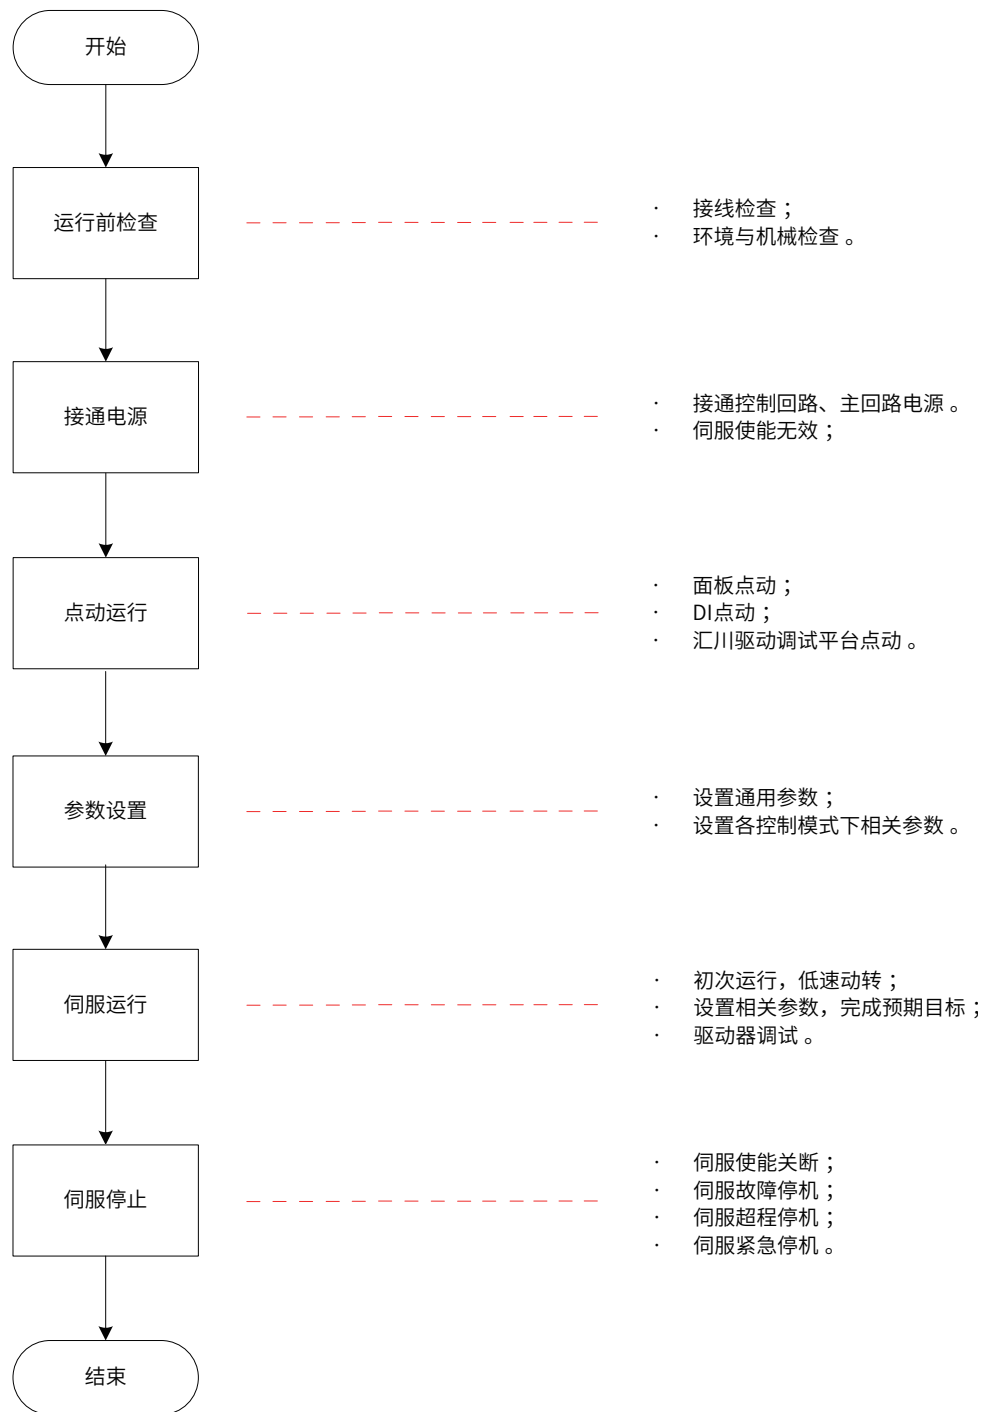 开始
运行前检查
· 接线检查；
· 环境与机械检查。
接通电源
· 接通控制回路、主回路电源。
· 伺服使能无效；
点动运行
· 面板点动；
· DI点动；
· 汇川驱动调试平台点动。
参数设置
· 设置通用参数；
· 设置各控制模式下相关参数。
伺服运行
· 初次运行，低速动转；
· 设置相关参数，完成预期目标；
· 驱动器调试。
伺服停止
· 伺服使能关断；
· 伺服故障停机；
· 伺服超程停机；
· 伺服紧急停机。
结束